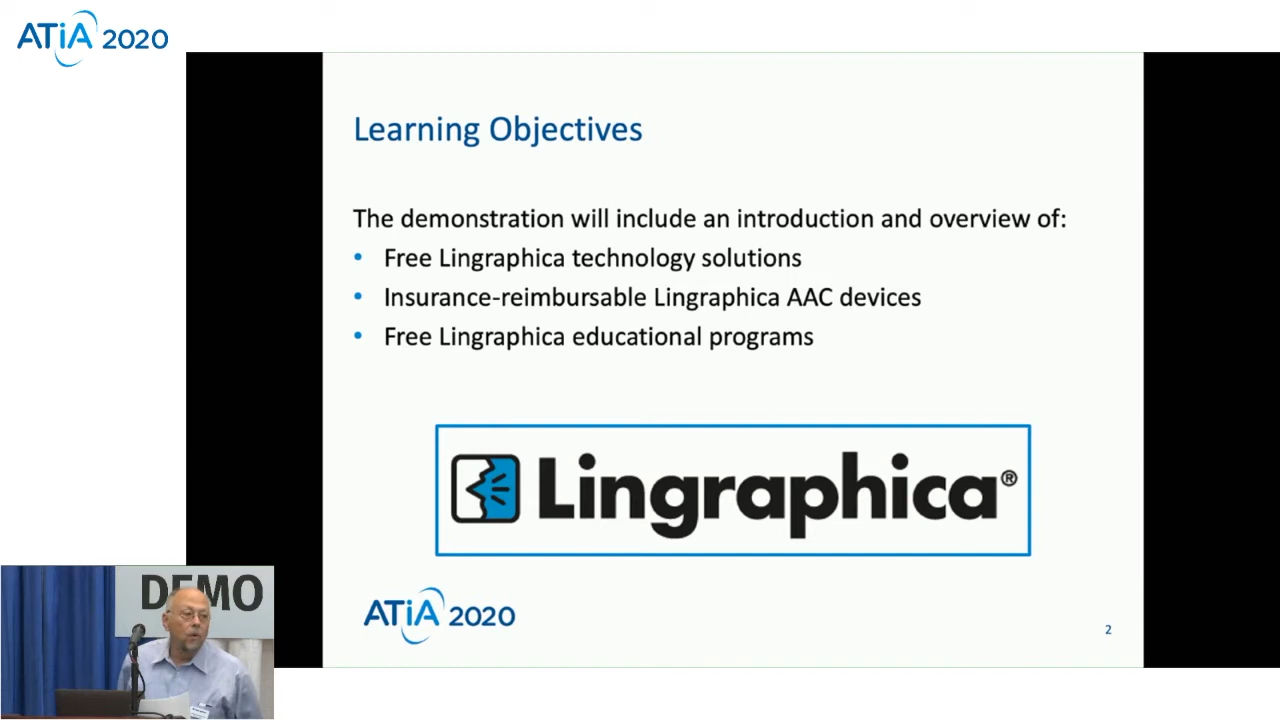 ATiA 2020
Learning Objectives
The demonstration will include an introduction and overview of:
• Free Lingraphica technology solutions
• Insurance-reimbursable Lingraphica AAC devices
• Free Lingraphica educational programs
Lingraphica®
ATiA 2020
2
DEMO